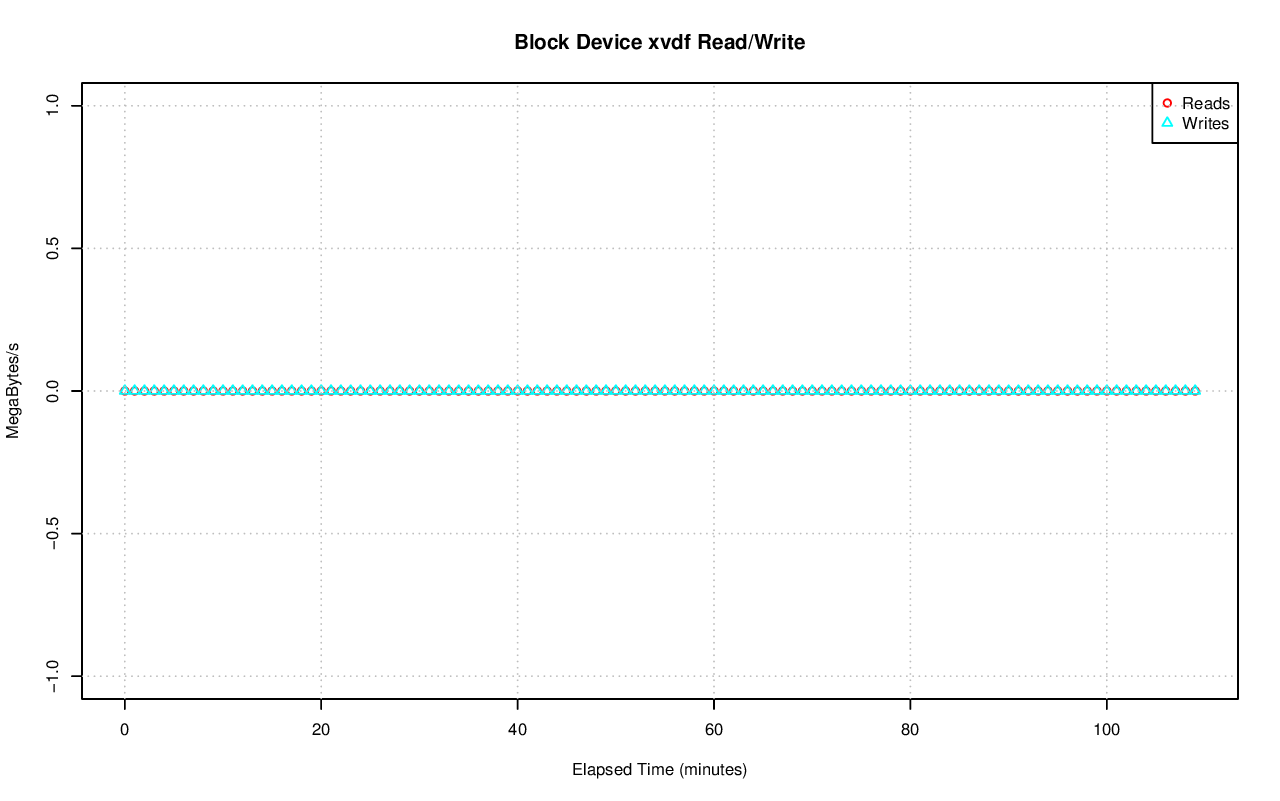 Block Device xvdf Read/Write
Reads
Writes
1.0
0.5
0.0
−0.5
−1.0
MegaBytes/s
0 20 40 60 80 100
Elapsed Time (minutes)